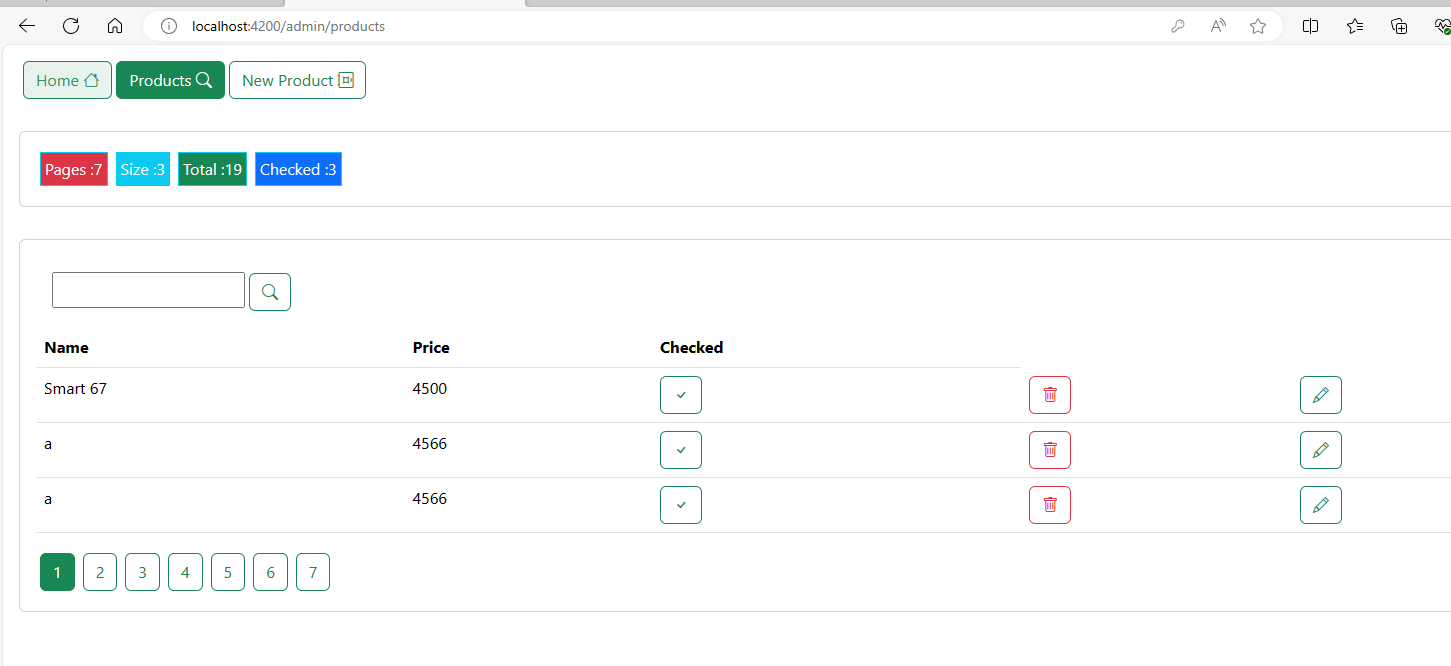 localhost:4200/admin/products
Home Products New Product
Pages :7 Size :3 Total :19 Checked :3
Name Price Checked
Smart 67 4500
a 4566
a 4566
1 2 3 4 5 6 7